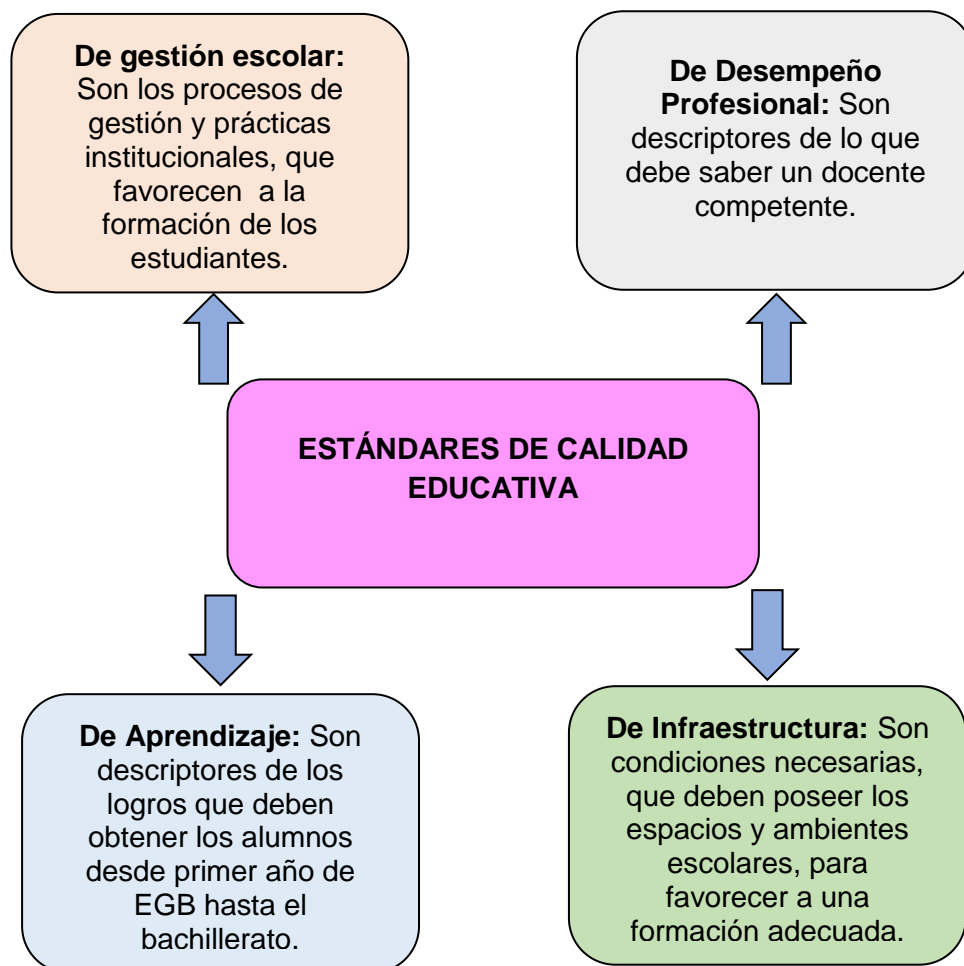 De gestión escolar:
Son los procesos de
gestión y prácticas
institucionales, que
favorecen a la
formación de los
estudiantes.
De Desempeño
Profesional: Son
descriptores de lo que
debe saber un docente
competente.
ESTÁNDARES DE CALIDAD
EDUCATIVA
De Aprendizaje: Son
descriptores de los
logros que deben
obtener los alumnos
desde primer año de
EGB hasta el
bachillerato.
De Infraestructura: Son
condiciones necesarias,
que deben poseer los
espacios y ambientes
escolares, para
favorecer a una
formación adecuada.